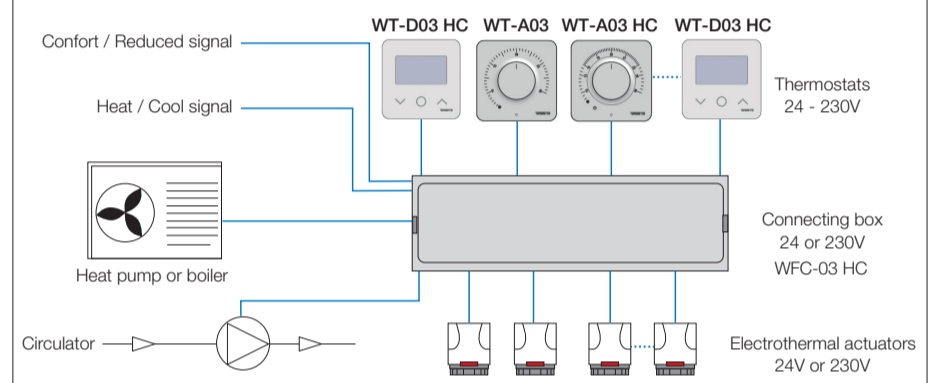 WT-D03 HC WT-A03 WT-A03 HC WT-D03 HC
Confort / Reduced signal
Heat / Cool signal
Thermostats
24 - 230V
Connecting box
24 or 230V
WFC-03 HC
Heat pump or boiler
Circulator
Electrothermal actuators
24V or 230V